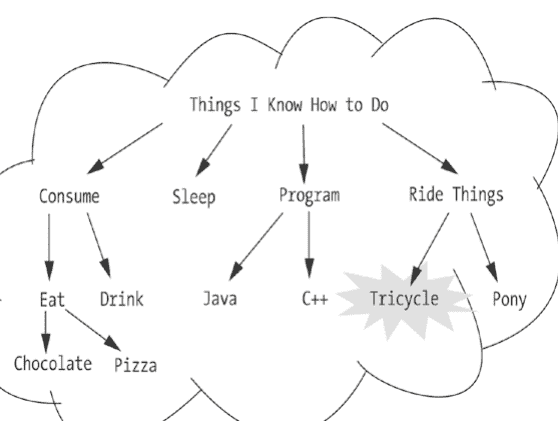 Things I Know How to Do
Consume Sleep Program Ride Things
Eat Drink Java C++ Tricycle Pony
Chocolate Pizza